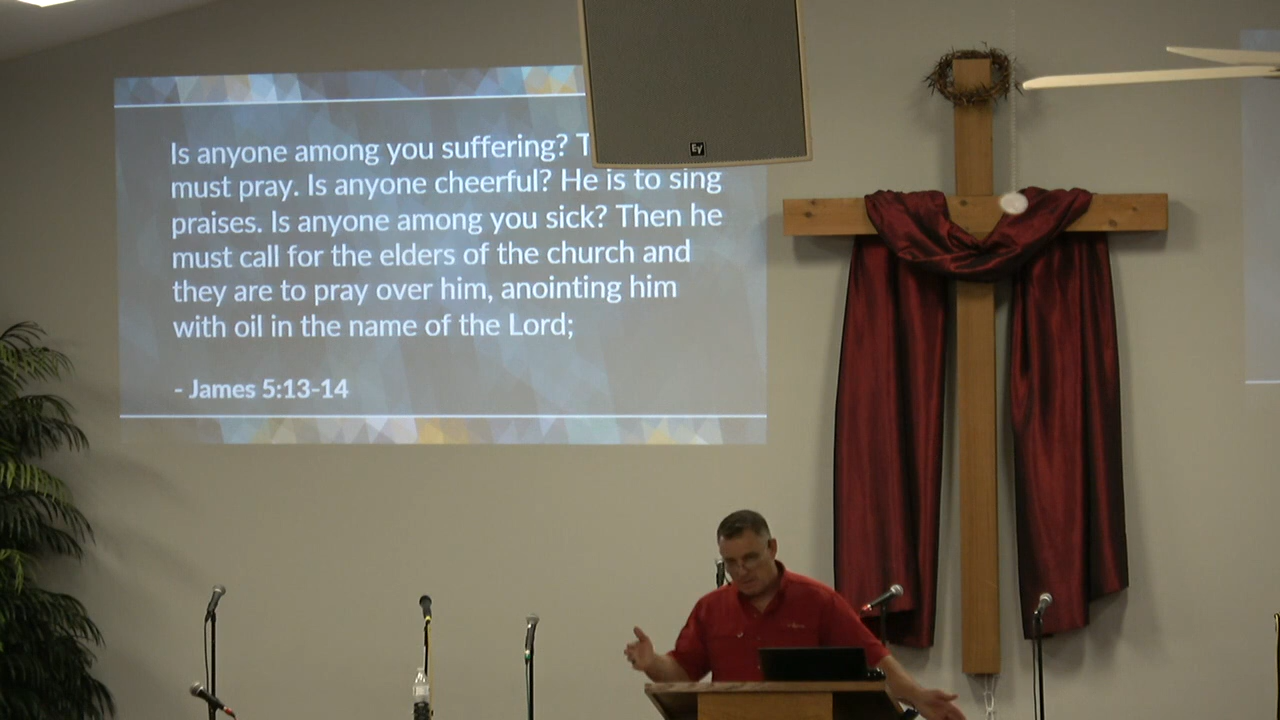 Is anyone among you suffering? T
must pray. Is anyone cheerful? He is to sing
praises. Is anyone among you sick? Then he
must call for the elders of the church and
they are to pray over him, anointing him
with oil in the name of the Lord;
- James 5:13-14
EV